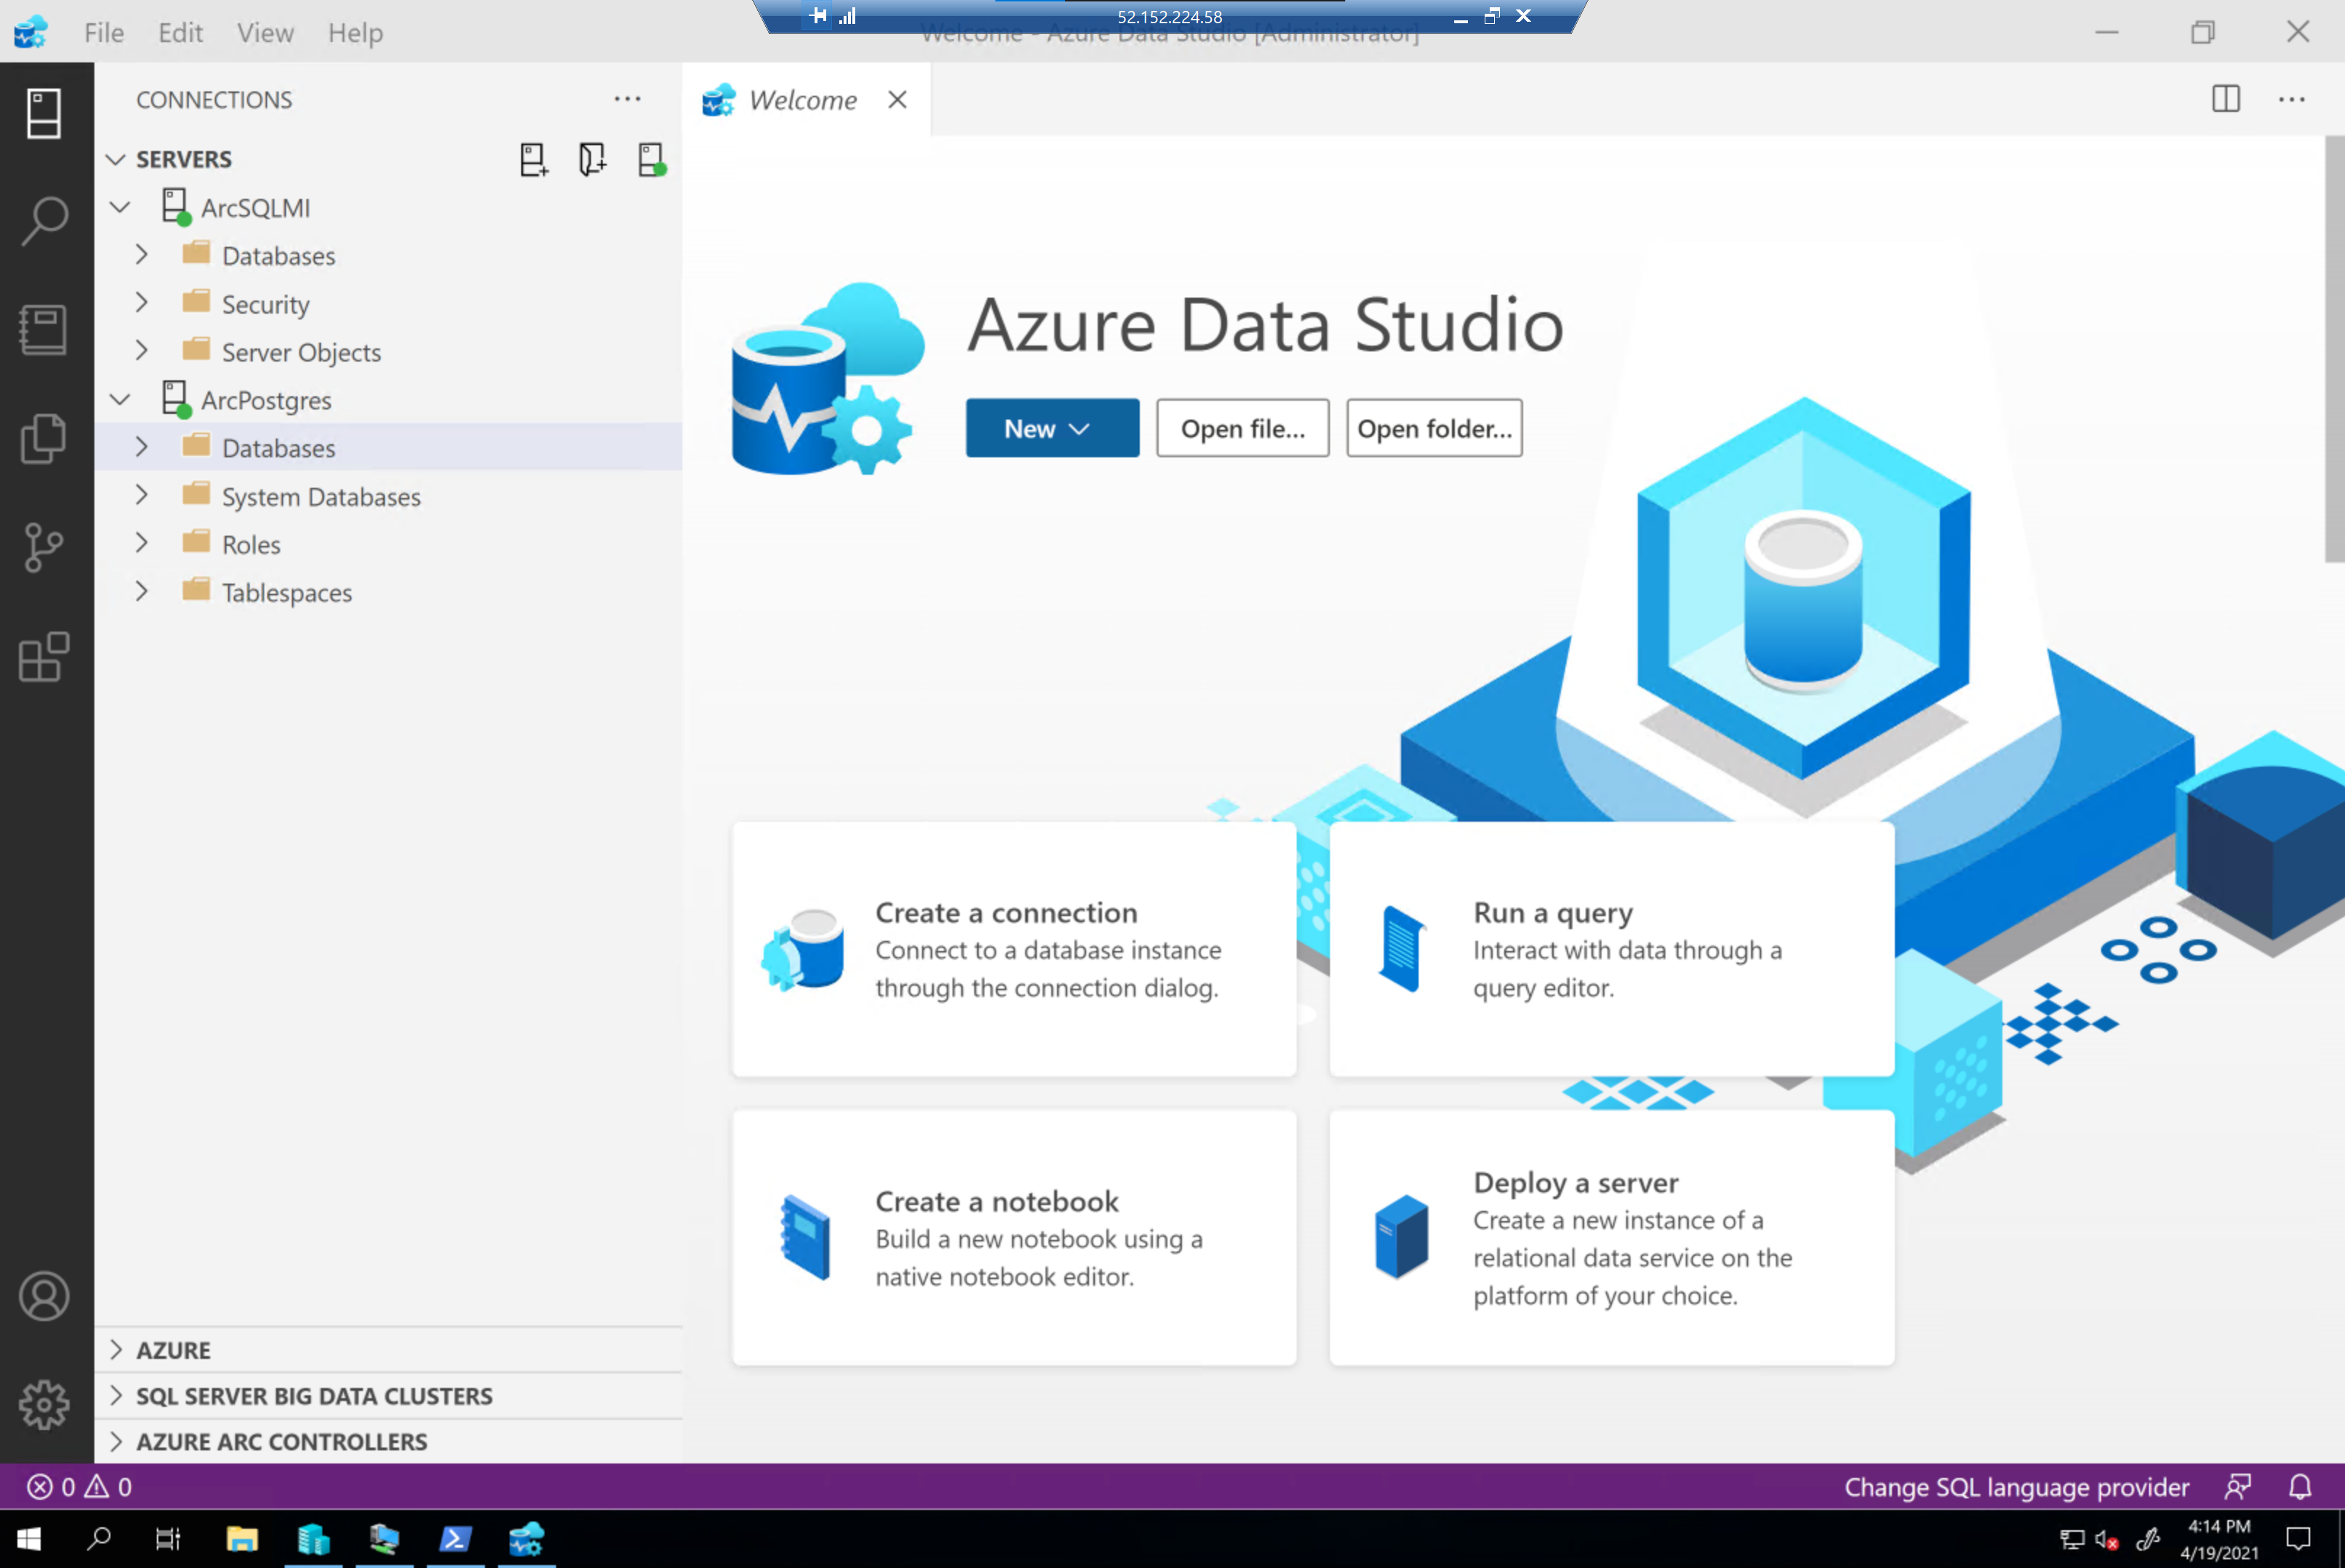 52.152.224.58
File Edit View Help
Welcome - Azure Data Studio [Administrator]
CONNECTIONS
Welcome
SERVERS
ArcSQLMI
Databases
Security
Server Objects
ArcPostgres
Databases
System Databases
Roles
Tablespaces
Azure Data Studio
New
Open file...
Open folder...
Create a connection
Connect to a database instance
through the connection dialog.
Run a query
Interact with data through a
query editor.
Create a notebook
Build a new notebook using a
native notebook editor.
Deploy a server
Create a new instance of a
relational data service on the
platform of your choice.
AZURE
SQL SERVER BIG DATA CLUSTERS
AZURE ARC CONTROLLERS
0 0
Change SQL language provider
4:14 PM
4/19/2021